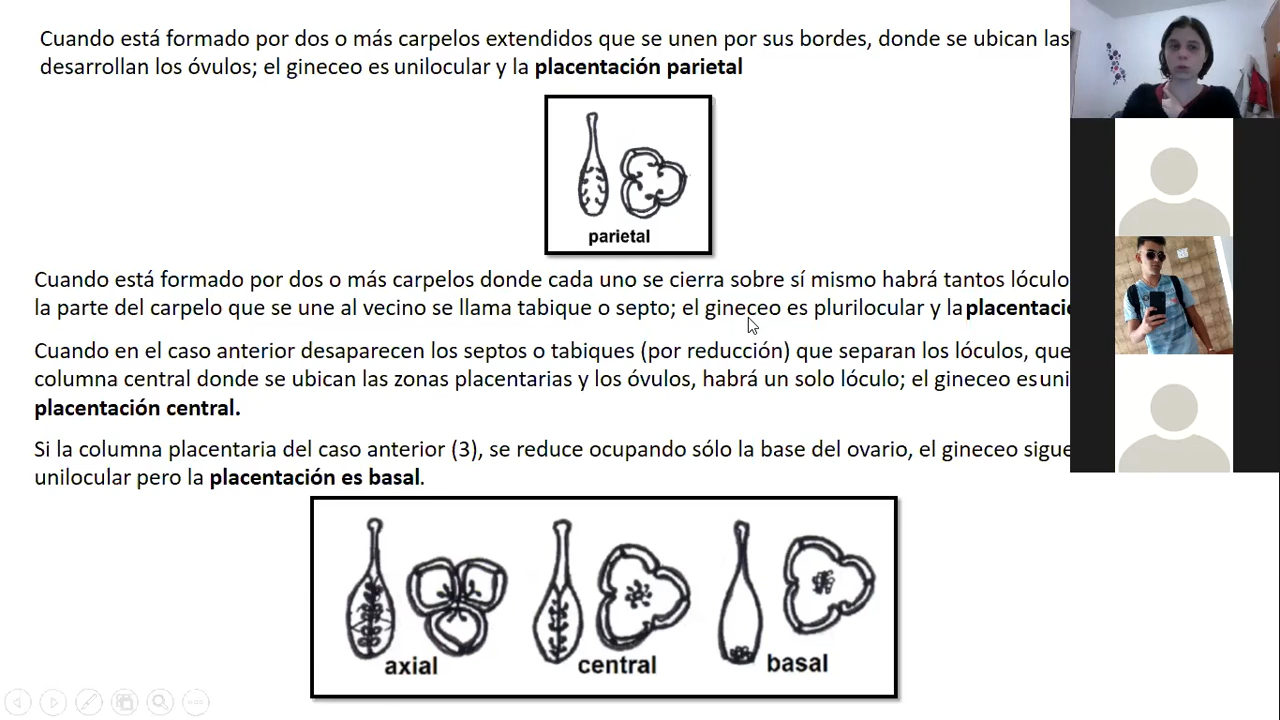 Cuando está formado por dos o más carpelos extendidos que se unen por sus bordes, donde se ubican las
desarrollan los óvulos; el gineceo es unilocular y la placentación parietal
parietal
Cuando está formado por dos o más carpelos donde cada uno se cierra sobre sí mismo habrá tantos lóculo
la parte del carpelo que se une al vecino se llama tabique o septo; el gineceo es plurilocular y la placentació
Cuando en el caso anterior desaparecen los septos o tabiques (por reducción) que separan los lóculos, que
columna central donde se ubican las zonas placentarias y los óvulos, habrá un solo lóculo; el gineceo es uni
placentación central.
Si la columna placentaria del caso anterior (3), se reduce ocupando sólo la base del ovario, el gineceo sigue
unilocular pero la placentación es basal.
axial central basal